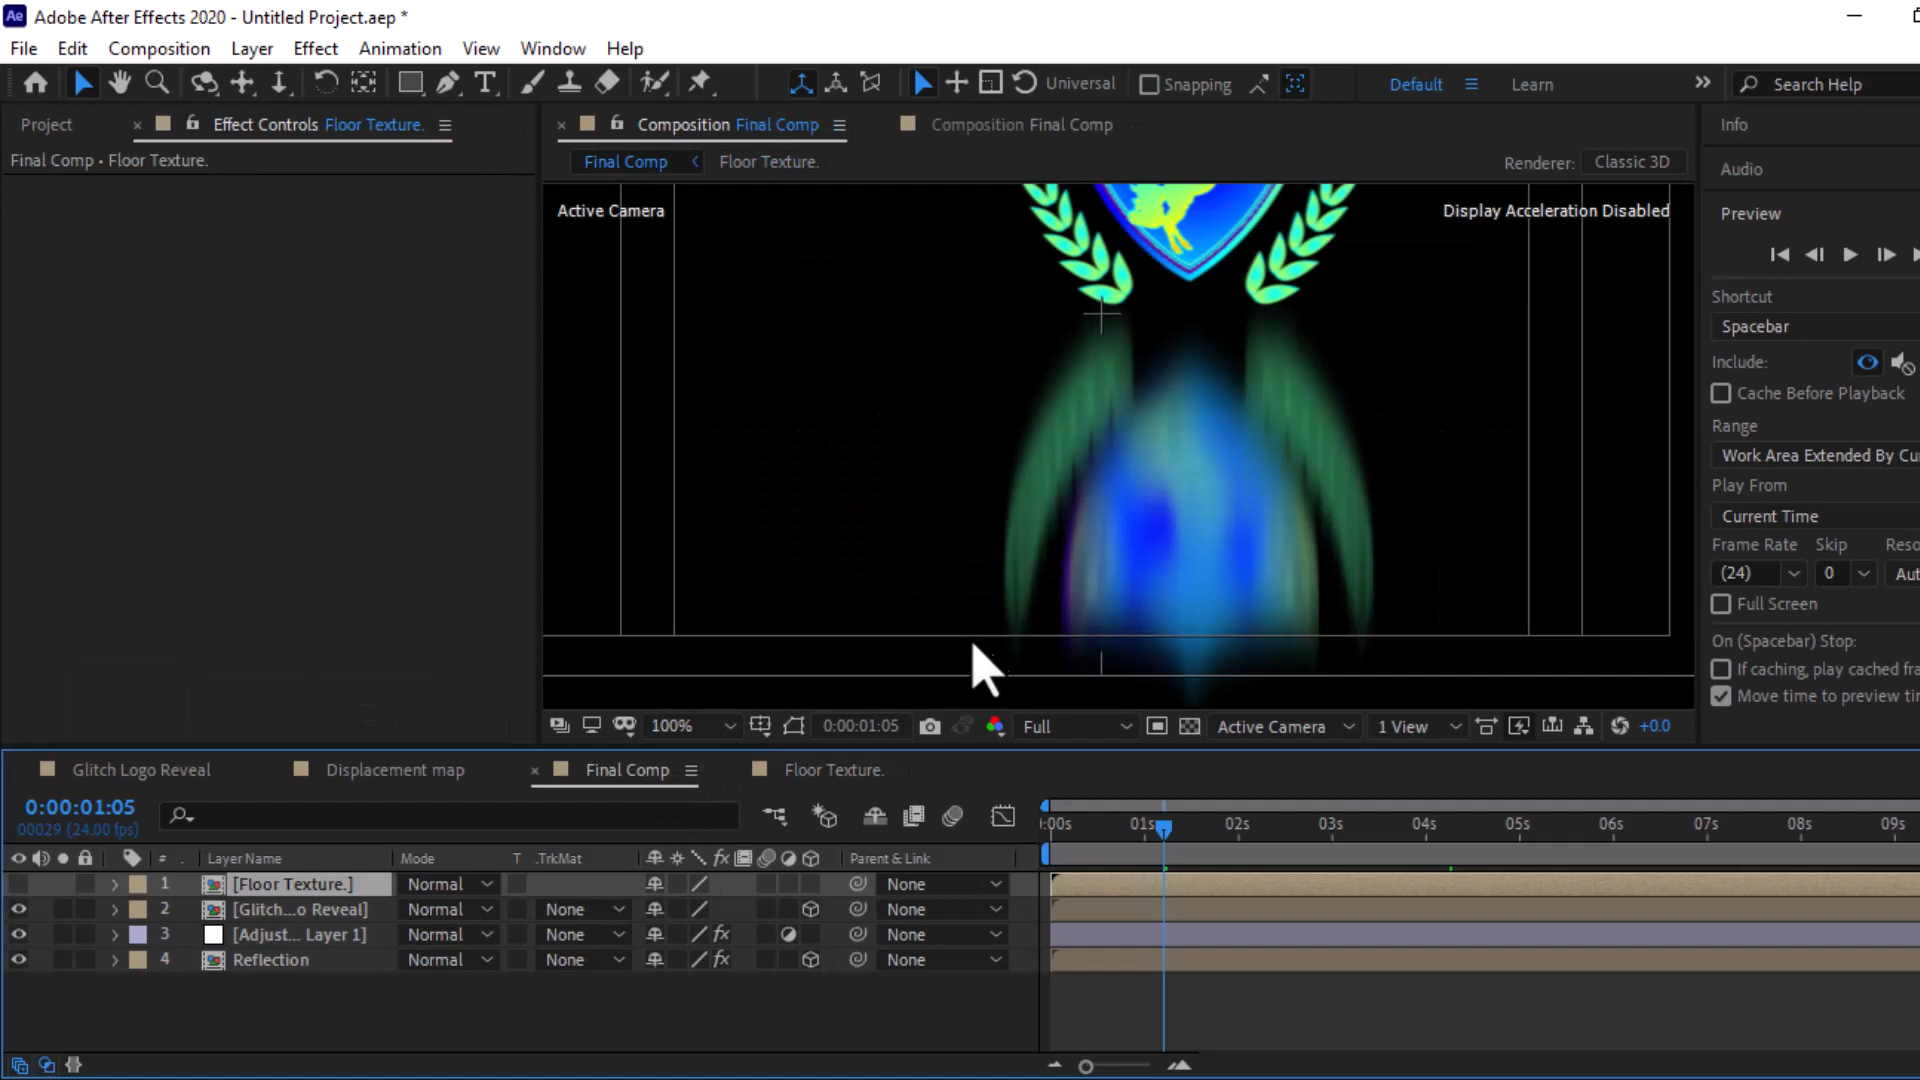 Ae Adobe After Effects 2020 - Untitled Project.aep *
File Edit Composition Layer Effect Animation View Window Help
Universal Snapping Default Learn Search Help
Project Effect Controls Floor Texture. Composition Final Comp Composition Final Comp Info
Final Comp • Floor Texture. Final Comp Floor Texture. Renderer: Classic 3D Audio
Active Camera Display Acceleration Disabled Preview
Shortcut
Spacebar
Include:
Cache Before Playback
Range
Work Area Extended By Cu
Play From
Current Time
Frame Rate Skip Reso
(24) 0 Aut
Full Screen
On (Spacebar) Stop:
If caching, play cached fra
Move time to preview tin
100% 0:00:01:05 Full Active Camera 1 View +0.0
Glitch Logo Reveal Displacement map Final Comp Floor Texture.
0:00:01:05
00029 (24.00 fps)
:00s 01s 02s 03s 04s 05s 06s 07s 08s 09s
# Layer Name Mode T .TrkMat fx Parent & Link
1 [Floor Texture.] Normal None
2 [Glitch...o Reveal] Normal None None
3 [Adjust... Layer 1] Normal None fx None
4 Reflection Normal None fx None